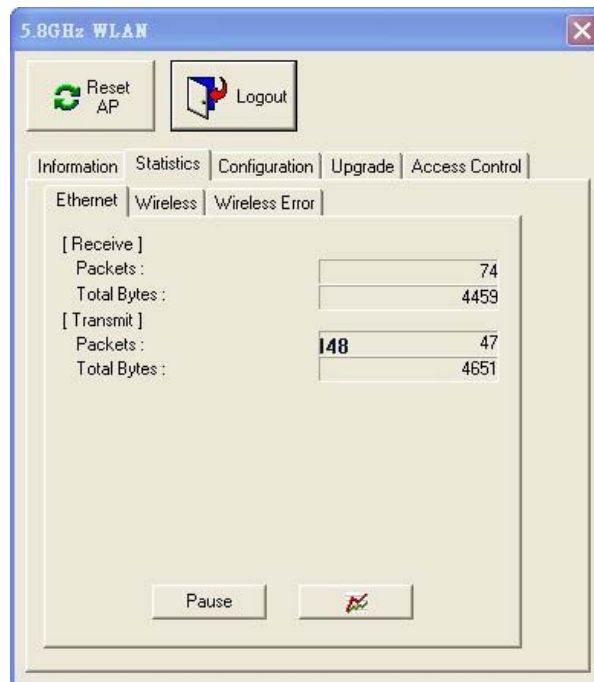 5.8GHz WLAN
Reset AP
Logout
Information Statistics Configuration Upgrade Access Control
Ethernet Wireless Wireless Error
[ Receive ]
Packets : 74
Total Bytes : 4459
[ Transmit ]
Packets : I48 47
Total Bytes : 4651
Pause